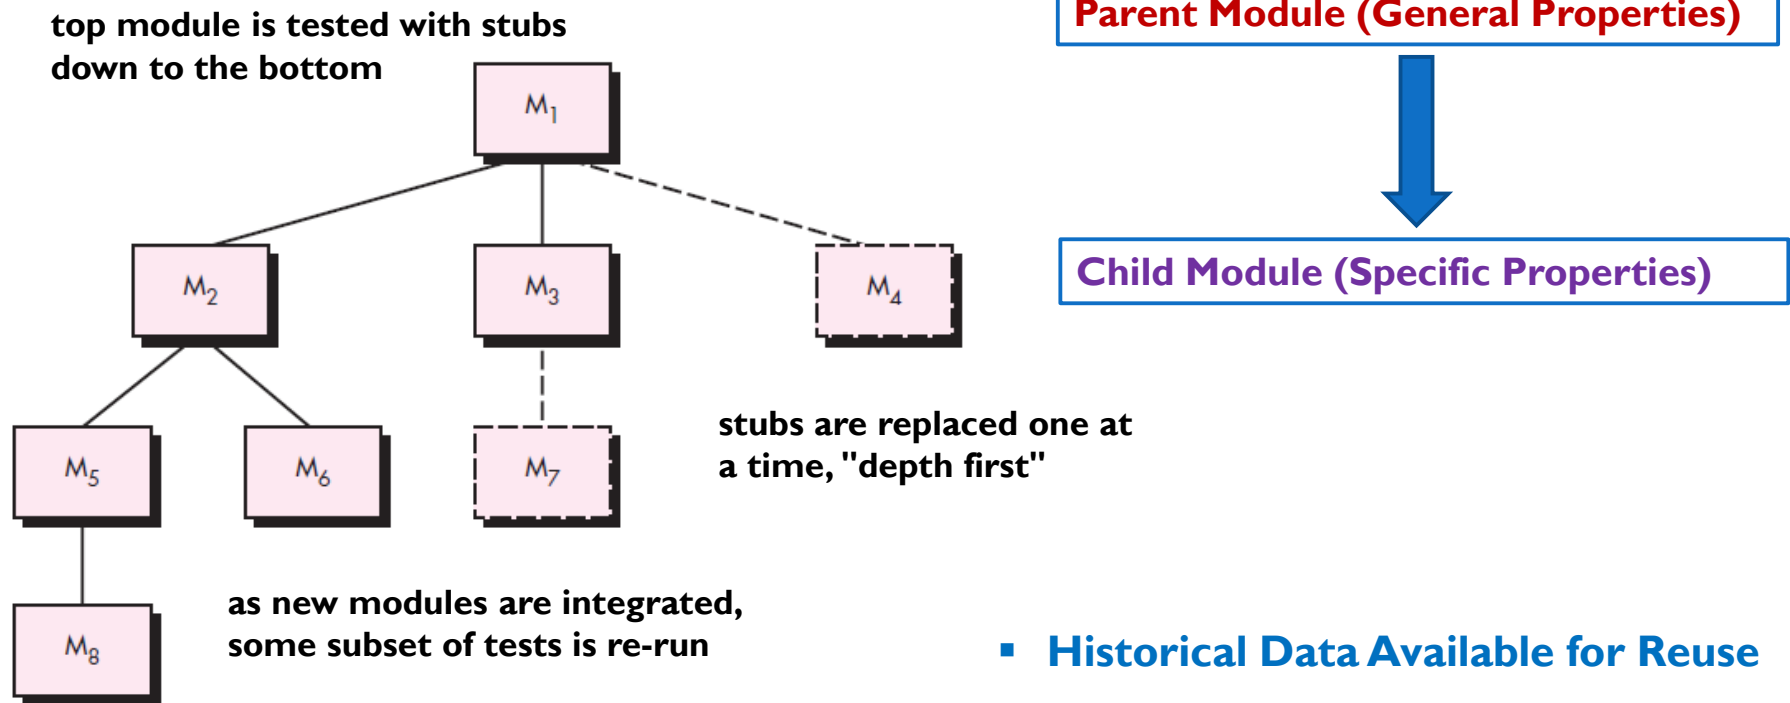 top module is tested with stubs
down to the bottom
Parent Module (General Properties)
M1
M2
M3
M4
Child Module (Specific Properties)
M5
M6
M7
stubs are replaced one at
a time, "depth first"
M8
as new modules are integrated,
some subset of tests is re-run
▪ Historical Data Available for Reuse